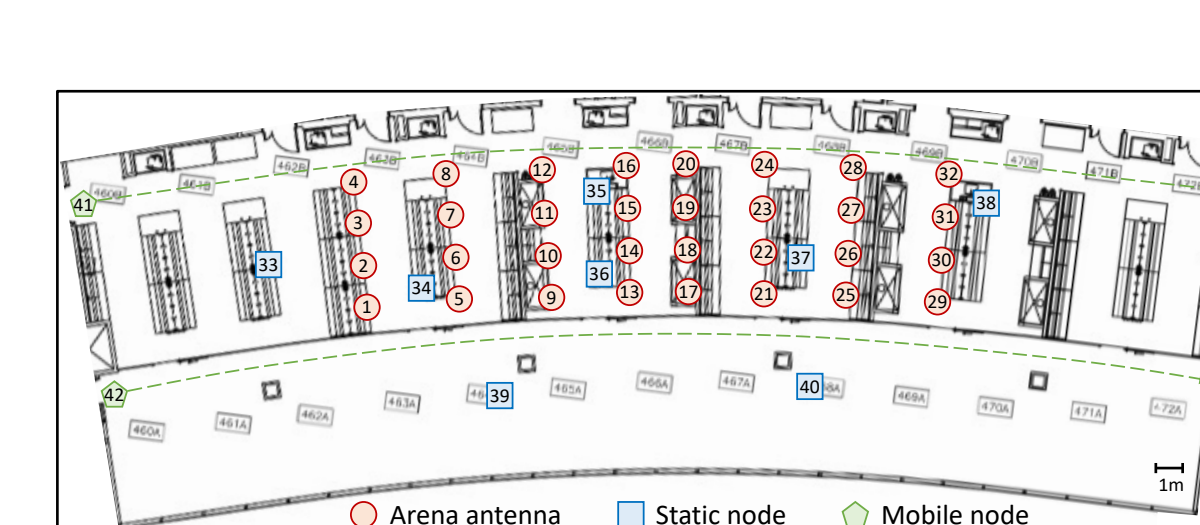 460B 461B 462B 463B 464B 465B 466B 467B 468B 469B 470B 471B
4 8 12 16 20 24 28 32
41 3 7 11 35 15 19 23 27 31 38
33 2 6 10 14 18 22 37 26 30
1 34 5 9 36 13 17 21 25 29
42 39 40
460A 461A 462A 463A 465A 466A 467A 469A 470A 471A 472A
1m
Arena antenna Static node Mobile node